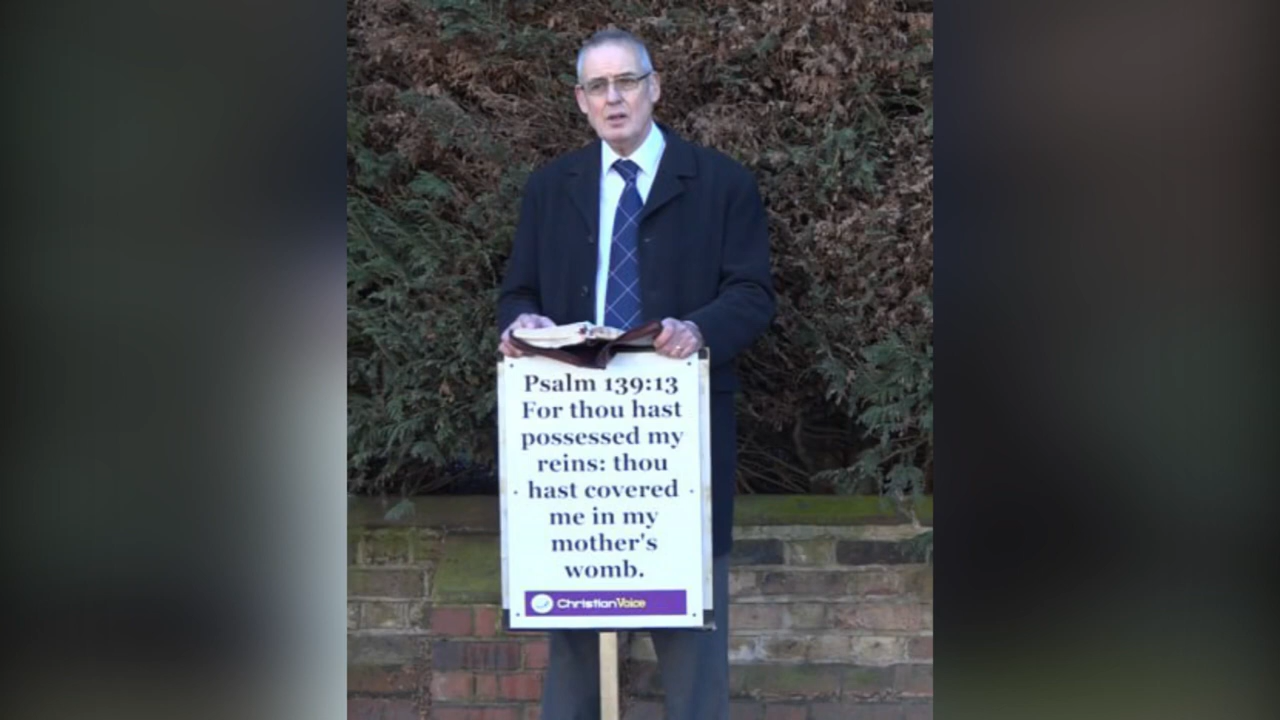 Psalm 139:13
For thou hast
possessed my
reins: thou
hast covered
me in my
mother's
womb.
ChristianVoice